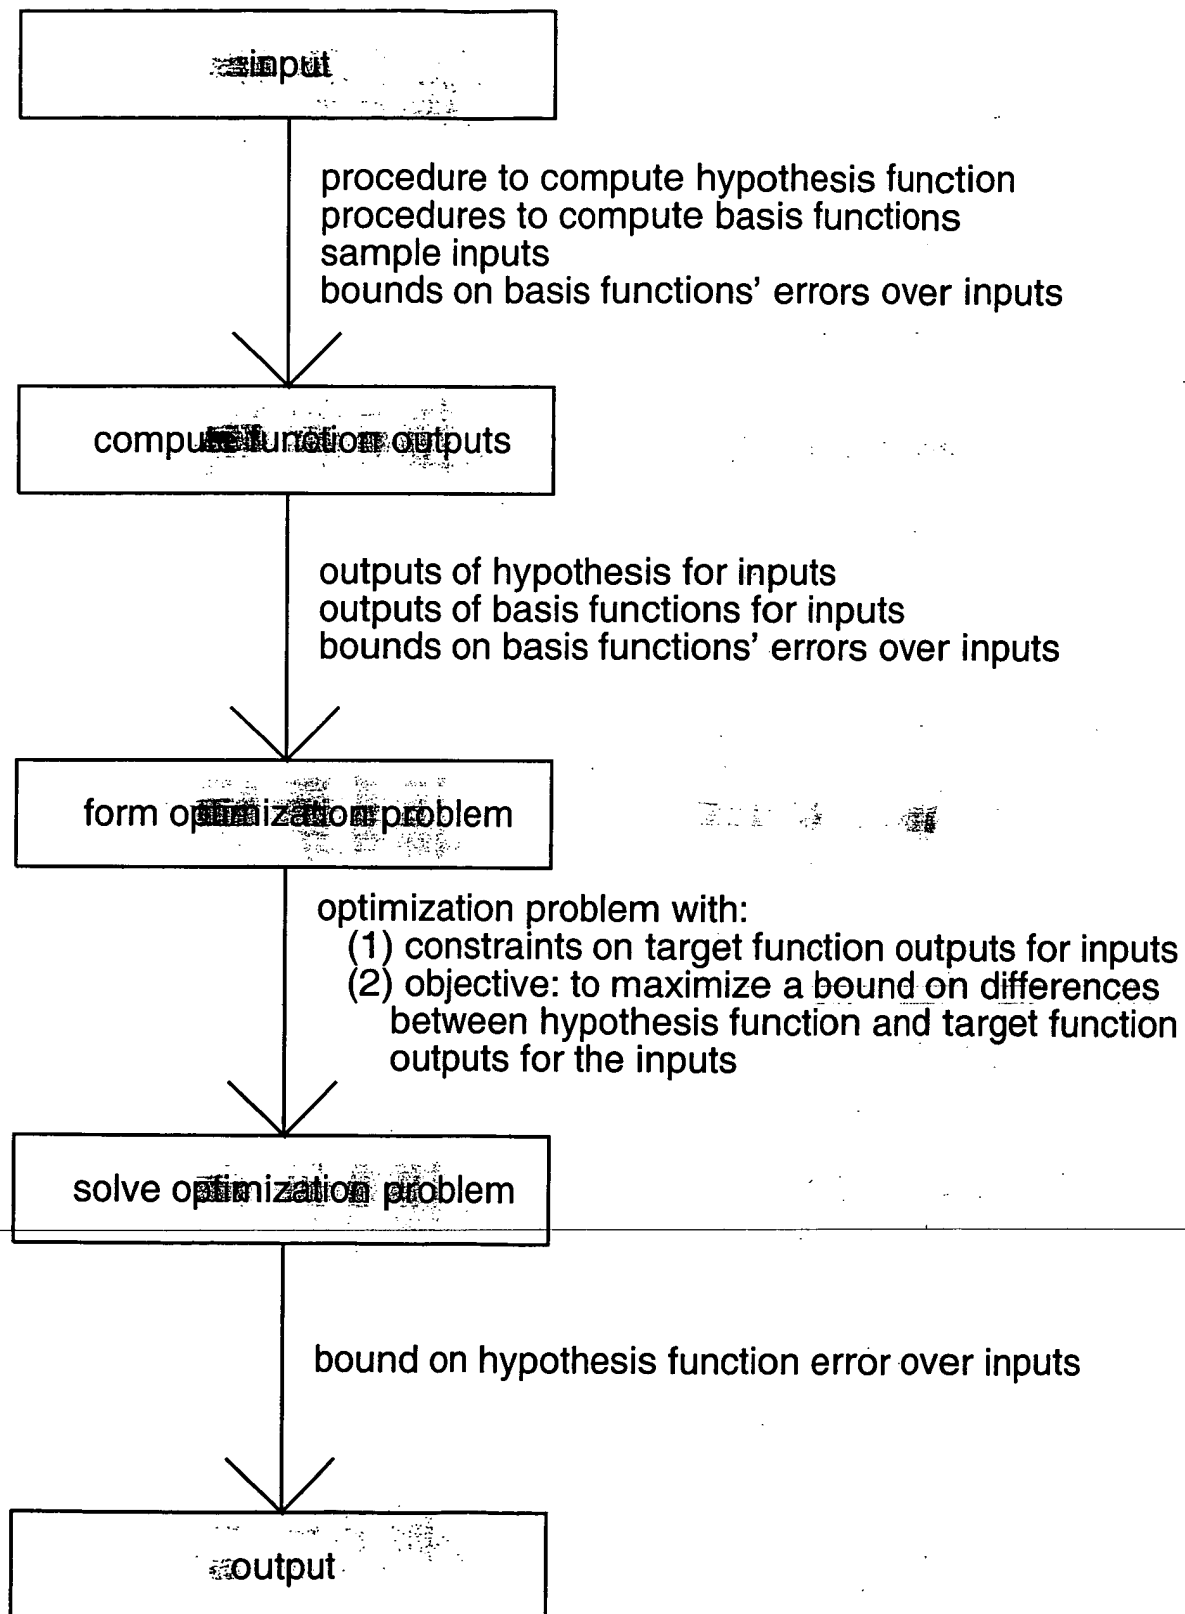 input
procedure to compute hypothesis function
procedures to compute basis functions
sample inputs
bounds on basis functions' errors over inputs
compute function outputs
outputs of hypothesis for inputs
outputs of basis functions for inputs
bounds on basis functions' errors over inputs
form optimization problem
optimization problem with:
(1) constraints on target function outputs for inputs
(2) objective: to maximize a bound on differences
between hypothesis function and target function
outputs for the inputs
solve optimization problem
bound on hypothesis function error over inputs
output